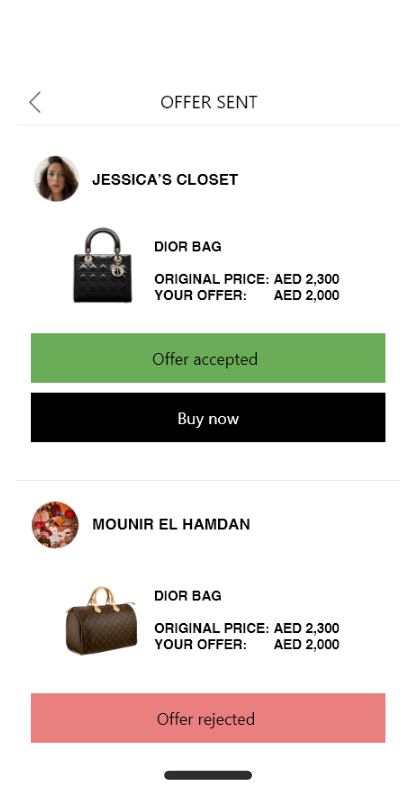 OFFER SENT
JESSICA'S CLOSET
DIOR BAG
ORIGINAL PRICE: AED 2,300
YOUR OFFER: AED 2,000
Offer accepted
Buy now
MOUNIR EL HAMDAN
DIOR BAG
ORIGINAL PRICE: AED 2,300
YOUR OFFER: AED 2,000
Offer rejected